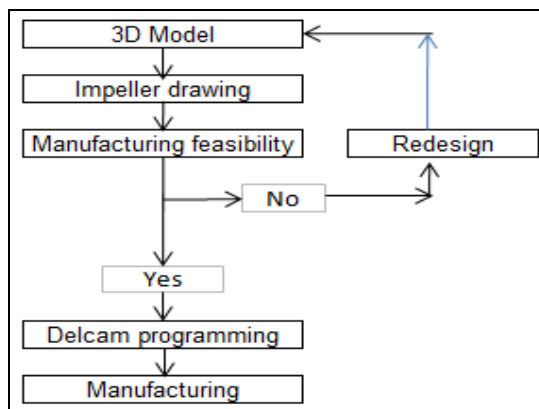 3D Model
Impeller drawing
Manufacturing feasibility
Redesign
No
Yes
Delcam programming
Manufacturing